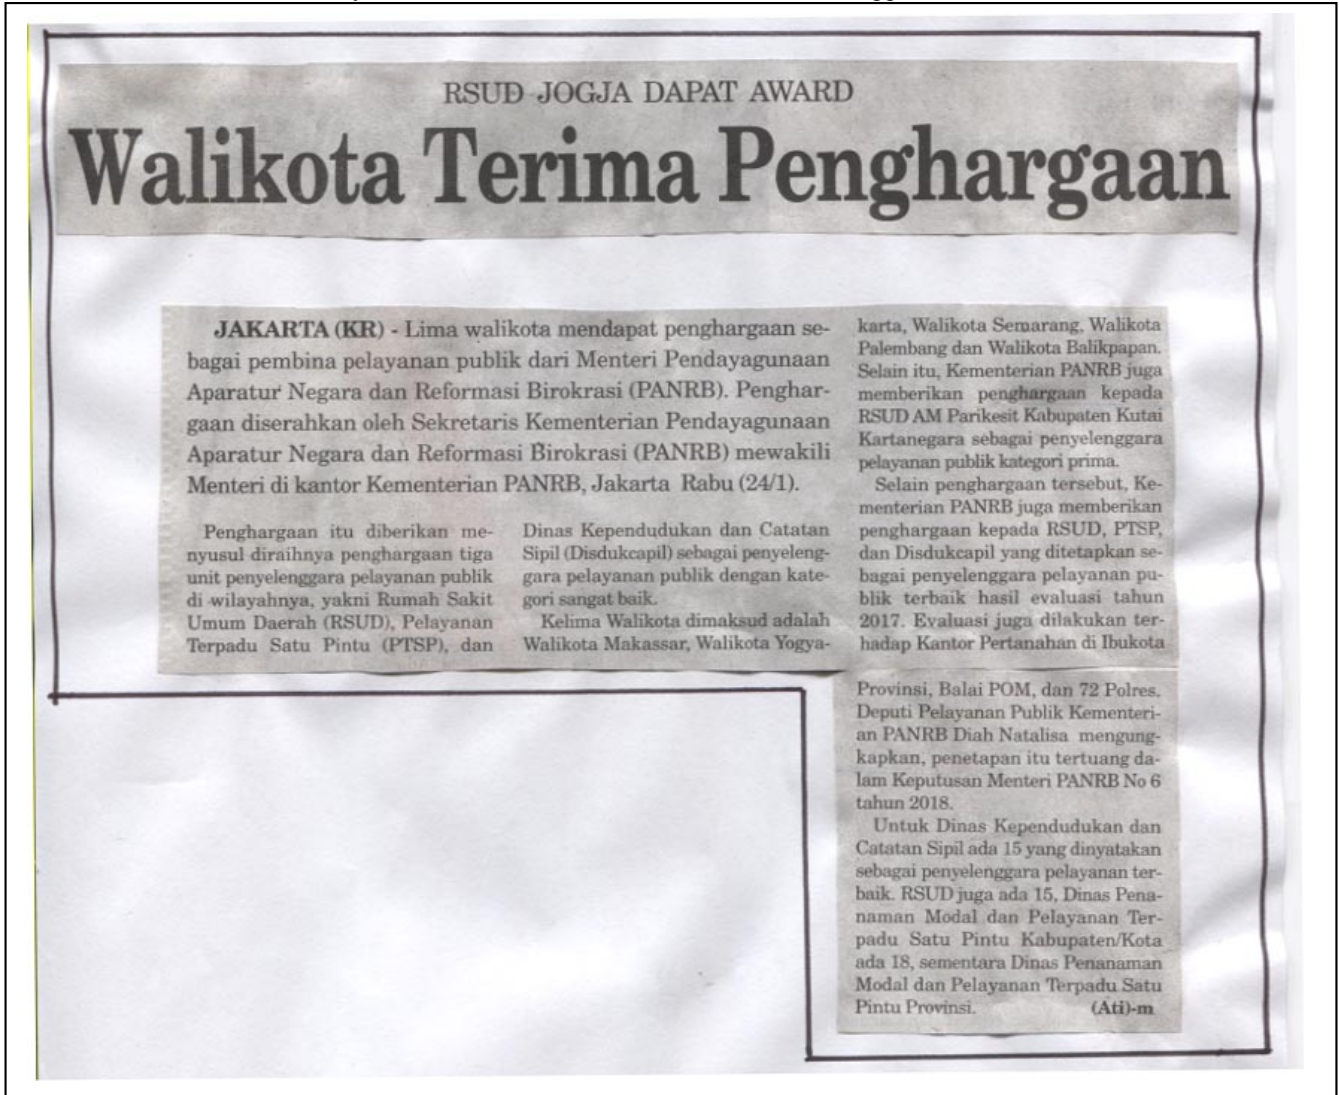 RSUD JOGJA DAPAT AWARD
Walikota Terima Penghargaan
JAKARTA (KR) - Lima walikota mendapat penghargaan se-
bagai pembina pelayanan publik dari Menteri Pendayagunaan
Aparatur Negara dan Reformasi Birokrasi (PANRB). Penghar-
gaan diserahkan oleh Sekretaris Kementerian Pendayagunaan
Aparatur Negara dan Reformasi Birokrasi (PANRB) mewakili
Menteri di kantor Kementerian PANRB, Jakarta Rabu (24/1).
Penghargaan itu diberikan me-
nyusul diraihnya penghargaan tiga
unit penyelenggara pelayanan publik
di wilayahnya, yakni Rumah Sakit
Umum Daerah (RSUD), Pelayanan
Terpadu Satu Pintu (PTSP), dan
Dinas Kependudukan dan Catatan
Sipil (Disdukcapil) sebagai penyeleng-
gara pelayanan publik dengan kate-
gori sangat baik.
Kelima Walikota dimaksud adalah
Walikota Makassar, Walikota Yogya-
karta, Walikota Semarang, Walikota
Palembang dan Walikota Balikpapan.
Selain itu, Kementerian PANRB juga
memberikan penghargaan kepada
RSUD AM Parikesit Kabupaten Kutai
Kartanegara sebagai penyelenggara
pelayanan publik kategori prima.
Selain penghargaan tersebut, Ke-
menterian PANRB juga memberikan
penghargaan kepada RSUD, PTSP,
dan Disdukcapil yang ditetapkan se-
bagai penyelenggara pelayanan pu-
blik terbaik hasil evaluasi tahun
2017. Evaluasi juga dilakukan ter-
hadap Kantor Pertanahan di Ibukota
Provinsi, Balai POM, dan 72 Polres.
Deputi Pelayanan Publik Kementeri-
an PANRB Diah Natalisa mengung-
kapkan, penetapan itu tertuang da-
lam Keputusan Menteri PANRB No 6
tahun 2018.
Untuk Dinas Kependudukan dan
Catatan Sipil ada 15 yang dinyatakan
sebagai penyelenggara pelayanan ter-
baik. RSUD juga ada 15, Dinas Pena-
naman Modal dan Pelayanan Ter-
padu Satu Pintu Kabupaten/Kota
ada 18, sementara Dinas Penanaman
Modal dan Pelayanan Terpadu Satu
Pintu Provinsi. (Ati)-m